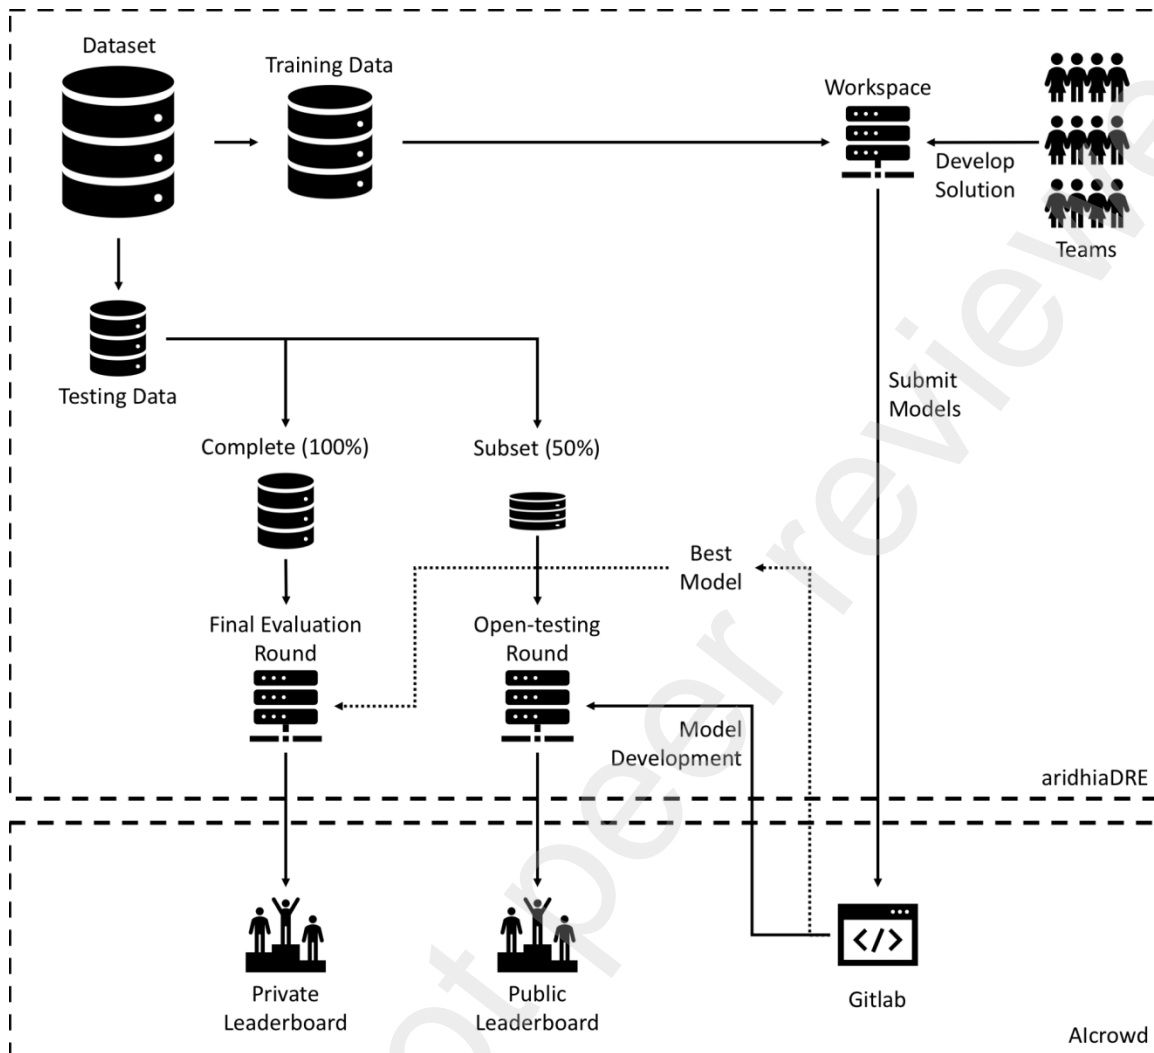 Dataset
Training Data
Workspace
Develop
Solution
Teams
Testing Data
Submit
Models
Complete (100%)
Subset (50%)
Best
Model
Final Evaluation
Round
Open-testing
Round
Model
Development
aridhiaDRE
Private
Leaderboard
Public
Leaderboard
Gitlab
AIcrowd